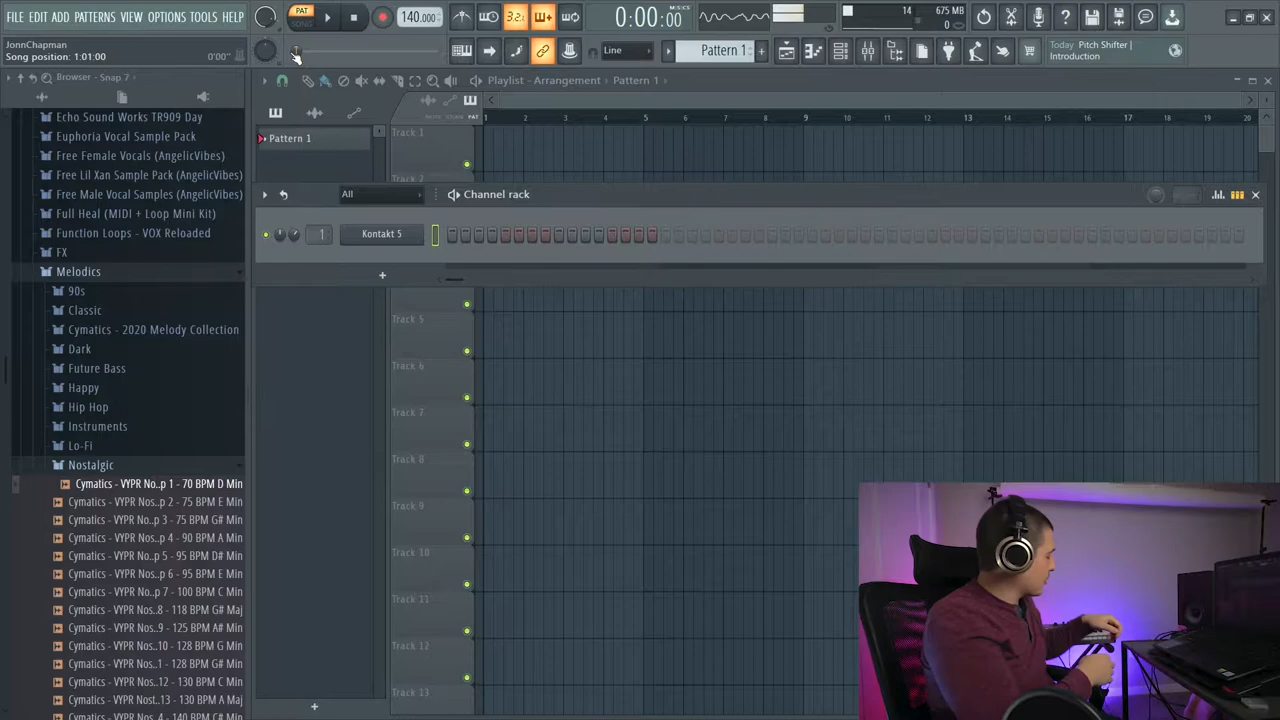 FILE EDIT ADD PATTERNS VIEW OPTIONS TOOLS HELP
PAT
SONG
140.000
3.2.
0:00:00
M:S:CS
14
675 MB
0
JonnChapman
Song position: 1:01:00
0'00"
Line
Pattern 1
Today Pitch Shifter |
Introduction
Browser - Snap 7
Playlist - Arrangement
Pattern 1
Echo Sound Works TR909 Day
Euphoria Vocal Sample Pack
Free Female Vocals (AngelicVibes)
Free Lil Xan Sample Pack (AngelicVibes)
Free Male Vocal Samples (AngelicVibes)
Full Heal (MIDI + Loop Mini Kit)
Function Loops - VOX Reloaded
FX
Melodics
90s
Classic
Cymatics - 2020 Melody Collection
Dark
Future Bass
Happy
Hip Hop
Instruments
Lo-Fi
Nostalgic
Cymatics - VYPR No..p 1 - 70 BPM D Min
Cymatics - VYPR No..p 2 - 75 BPM E Min
Cymatics - VYPR No..p 3 - 75 BPM G# Min
Cymatics - VYPR No..p 4 - 90 BPM A Min
Cymatics - VYPR No..p 5 - 95 BPM D# Min
Cymatics - VYPR No..p 6 - 95 BPM E Min
Cymatics - VYPR No..p 7 - 100 BPM C Min
Cymatics - VYPR Nos..8 - 118 BPM G# Maj
Cymatics - VYPR Nos..9 - 125 BPM A# Min
Cymatics - VYPR Nos..10 - 128 BPM G Min
Cymatics - VYPR Nos..1 - 128 BPM G# Min
Cymatics - VYPR Nos..12 - 130 BPM C Min
Cymatics - VYPR Nost..13 - 130 BPM A Min
Cymatics - VYPR Nos..4 - 140 BPM C# Min
Pattern 1
1 2 3 4 5 6 7 8 9 10 11 12 13 14 15 16 17 18 19 20
Track 1
Track 2
All
Channel rack
1
Kontakt 5
Track 5
Track 6
Track 7
Track 8
Track 9
Track 10
Track 11
Track 12
Track 13